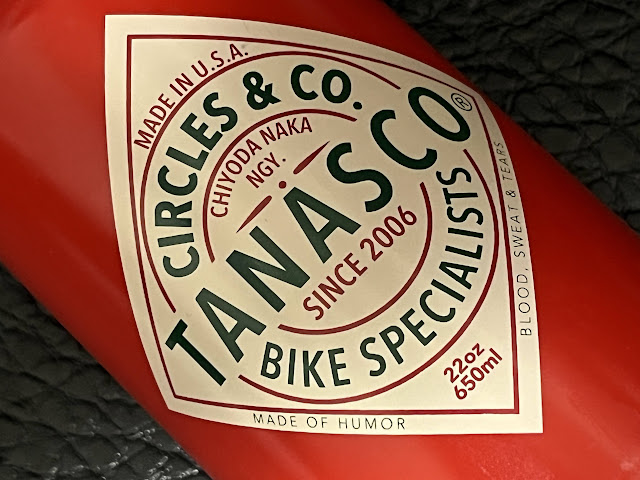 MADE IN U.S.A.
CIRCLES & CO.
CHIYODA NAKA
NGY.
TANASCO®
SINCE 2006
BIKE SPECIALISTS
22oz
650ml
BLOOD, SWEAT & TEARS
MADE OF HUMOR